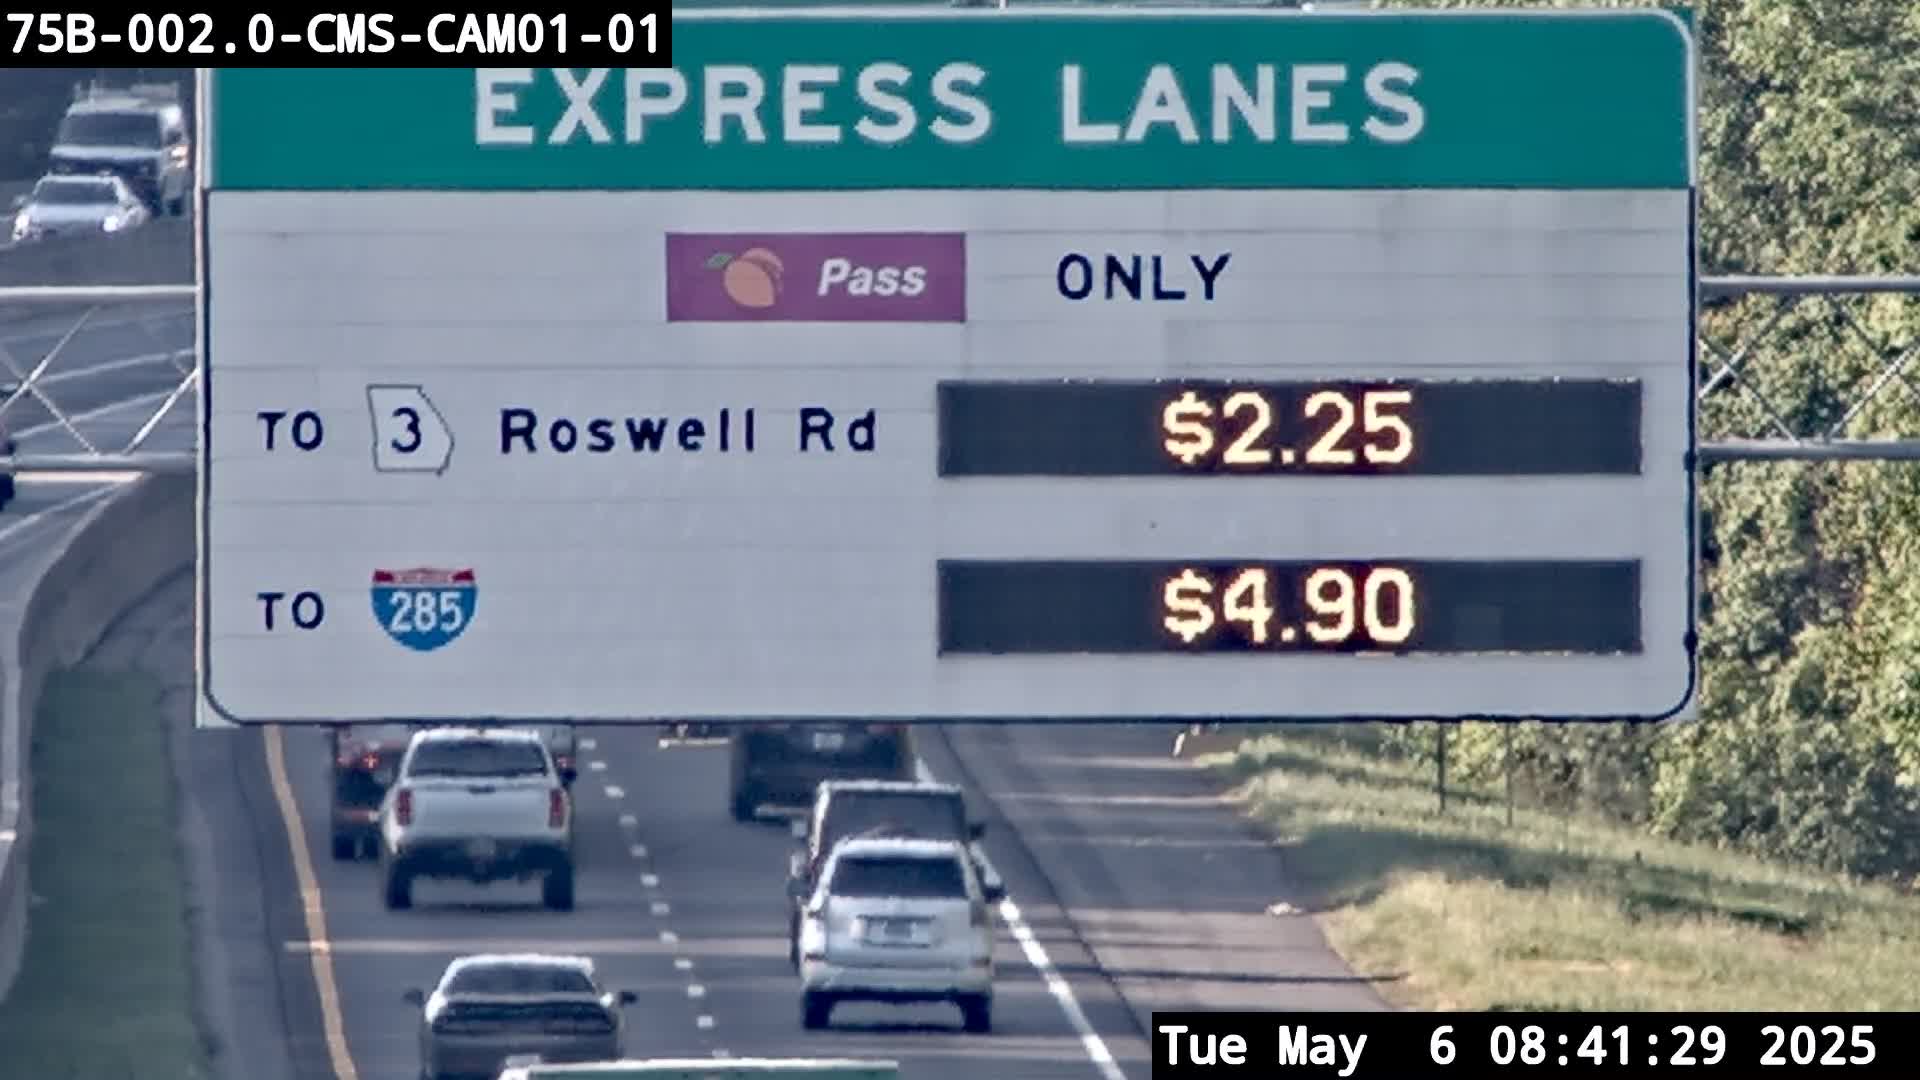 75B-002.0-CMS-CAM01-01
EXPRESS LANES
Pass ONLY
TO 3 Roswell Rd $2.25
TO 285 $4.90
Tue May 6 08:41:29 2025